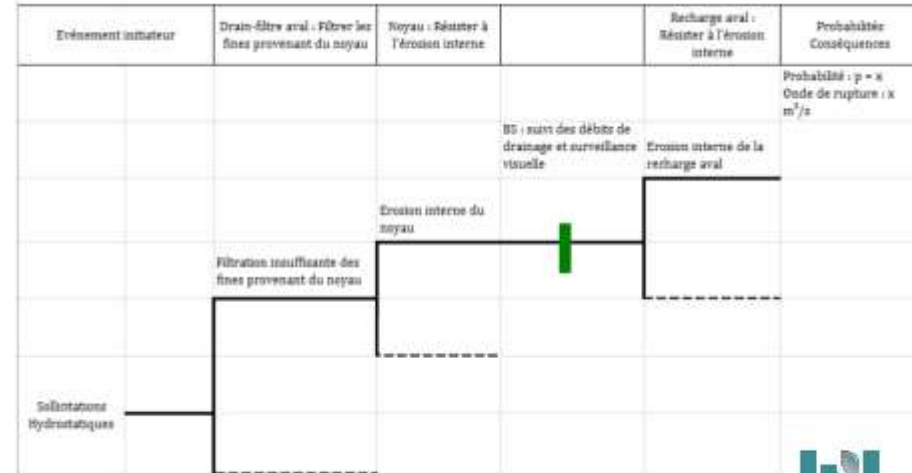 Evénement initiateur
Drain-filtre aval : Filtrer les
fines provenant du noyau
Noyau : Résister à
l'érosion interne
Recharge aval :
Résister à l'érosion
interne
Probabilités
Conséquences
Probabilité : p = x
Onde de rupture : x
m³/s
BS : suivi des débits de
drainage et surveillance
visuelle
Erosion interne de la
recharge aval
Erosion interne du
noyau
Filtration insuffisante des
fines provenant du noyau
Sollicitations
Hydrostatiques